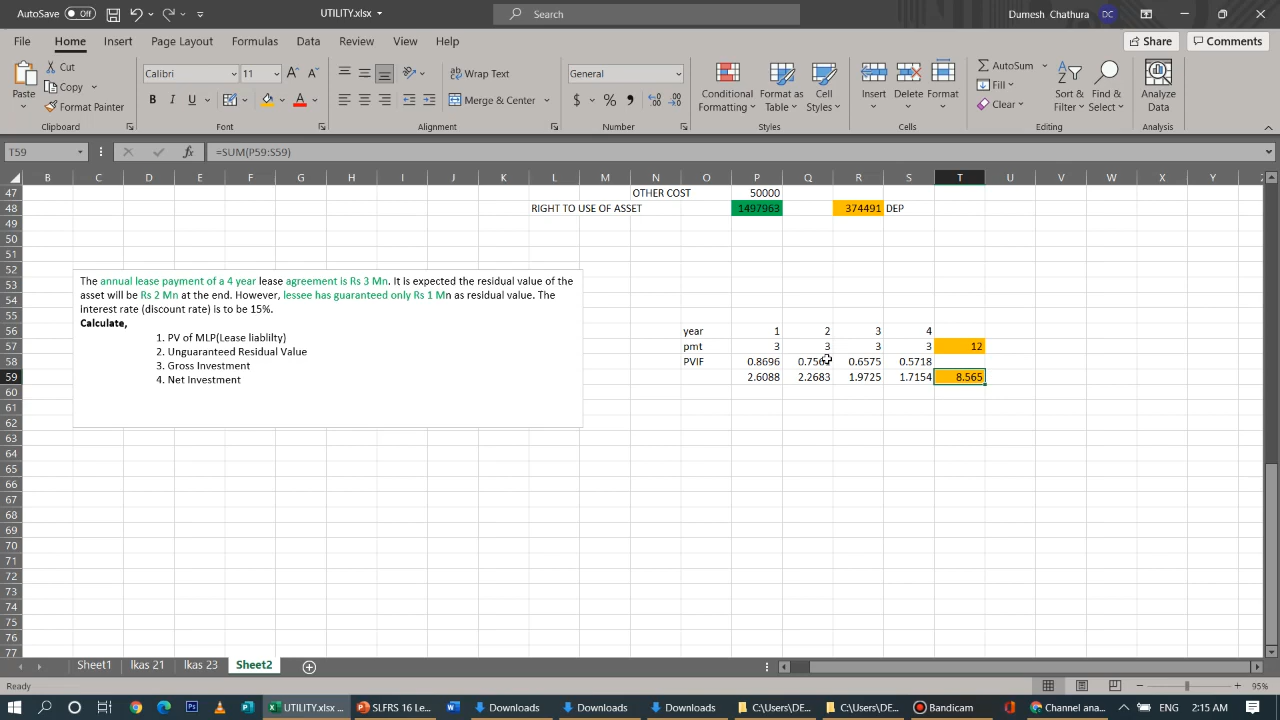 AutoSave Off UTILITY.xlsx Search Dumesh Chathura DC
File Home Insert Page Layout Formulas Data Review View Help Share Comments
Paste Cut Copy Format Painter Clipboard
Calibri 11 B I U A Font
Wrap Text Merge & Center Alignment
General $ % Number
Conditional Formatting Format as Table Cell Styles Styles
Insert Delete Format Cells
AutoSum Fill Clear Sort & Filter Find & Select Editing
Analyze Data Analysis
T59 fx =SUM(P59:S59)
B C D E F G H I J K L M N O P Q R S T U V W X Y
47 OTHER COST 50000
48 RIGHT TO USE OF ASSET 1497963 374491 DEP
49
50
51
52
53
54
55
56 year 1 2 3 4
57 pmt 3 3 3 3 12
58 PVIF 0.8696 0.6575 0.5718
59 2.6088 2.2683 1.9725 1.7154 8.565
60
61
62
63
64
65
66
67
68
69
70
71
72
73
74
75
76
77
The annual lease payment of a 4 year lease agreement is Rs 3 Mn. It is expected the residual value of the
asset will be Rs 2 Mn at the end. However, lessee has guaranteed only Rs 1 Mn as residual value. The
interest rate (discount rate) is to be 15%.
Calculate,
1. PV of MLP(Lease liablilty)
2. Unguaranteed Residual Value
3. Gross Investment
4. Net Investment
Sheet1 Ikas 21 Ikas 23 Sheet2
Ready 95%
UTILITY.xlsx SLFRS 16 Le... Downloads Downloads Downloads C:\Users\DE... C:\Users\DE... Bandicam Channel ana... ENG 2:15 AM